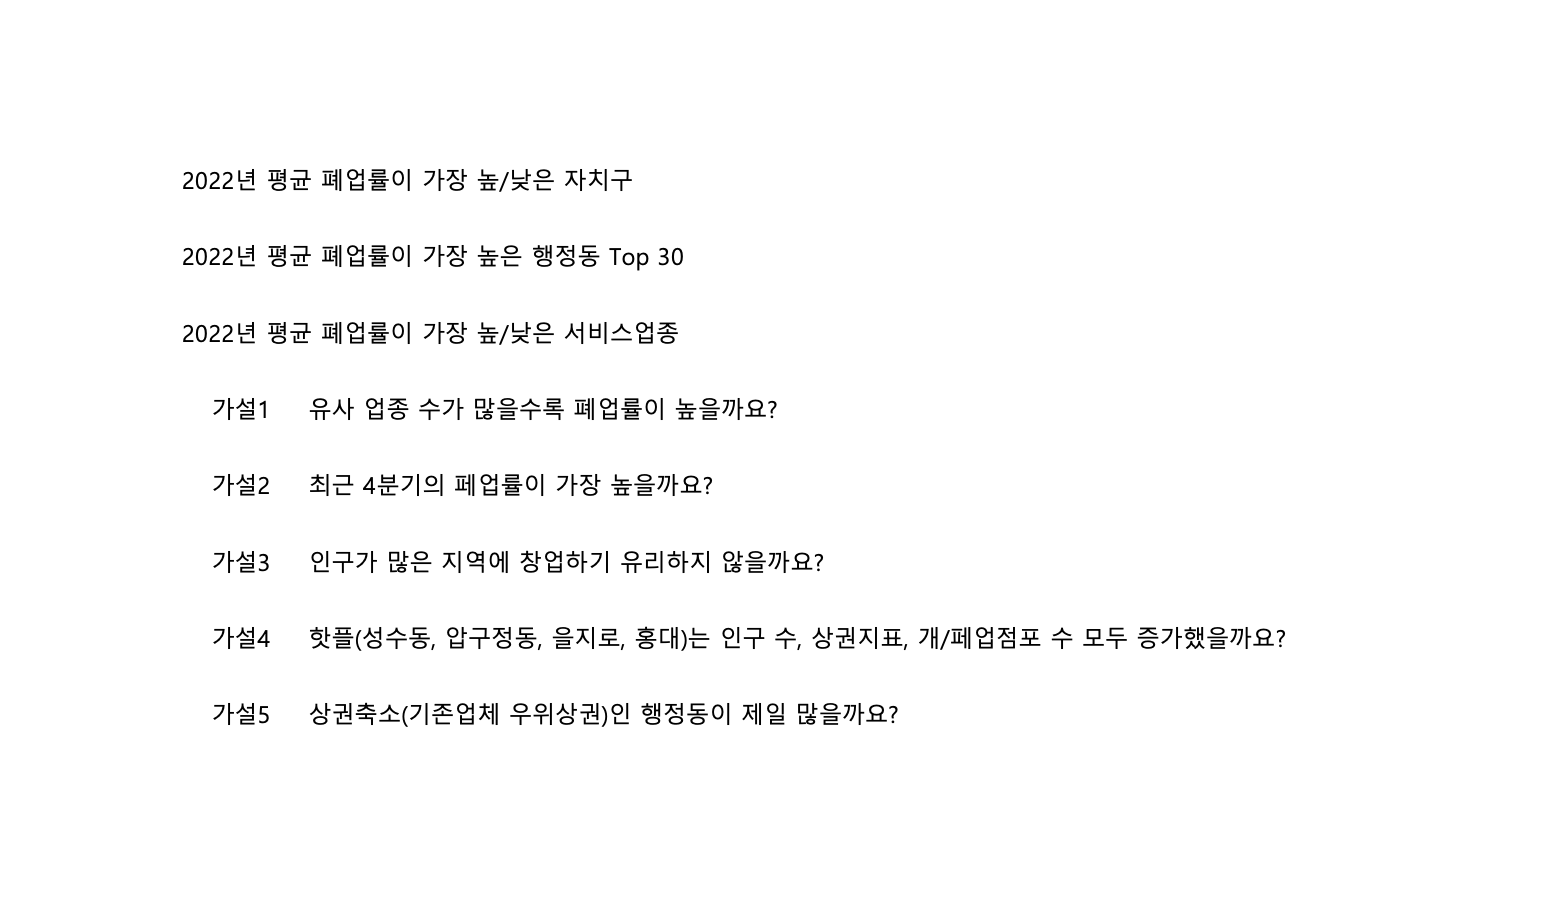 2022년 평균 폐업률이 가장 높/낮은 자치구
2022년 평균 폐업률이 가장 높은 행정동 Top 30
2022년 평균 폐업률이 가장 높/낮은 서비스업종
가설1 유사 업종 수가 많을수록 폐업률이 높을까요?
가설2 최근 4분기의 페업률이 가장 높을까요?
가설3 인구가 많은 지역에 창업하기 유리하지 않을까요?
가설4 핫플(성수동, 압구정동, 을지로, 홍대)는 인구 수, 상권지표, 개/페업점포 수 모두 증가했을까요?
가설5 상권축소(기존업체 우위상권)인 행정동이 제일 많을까요?